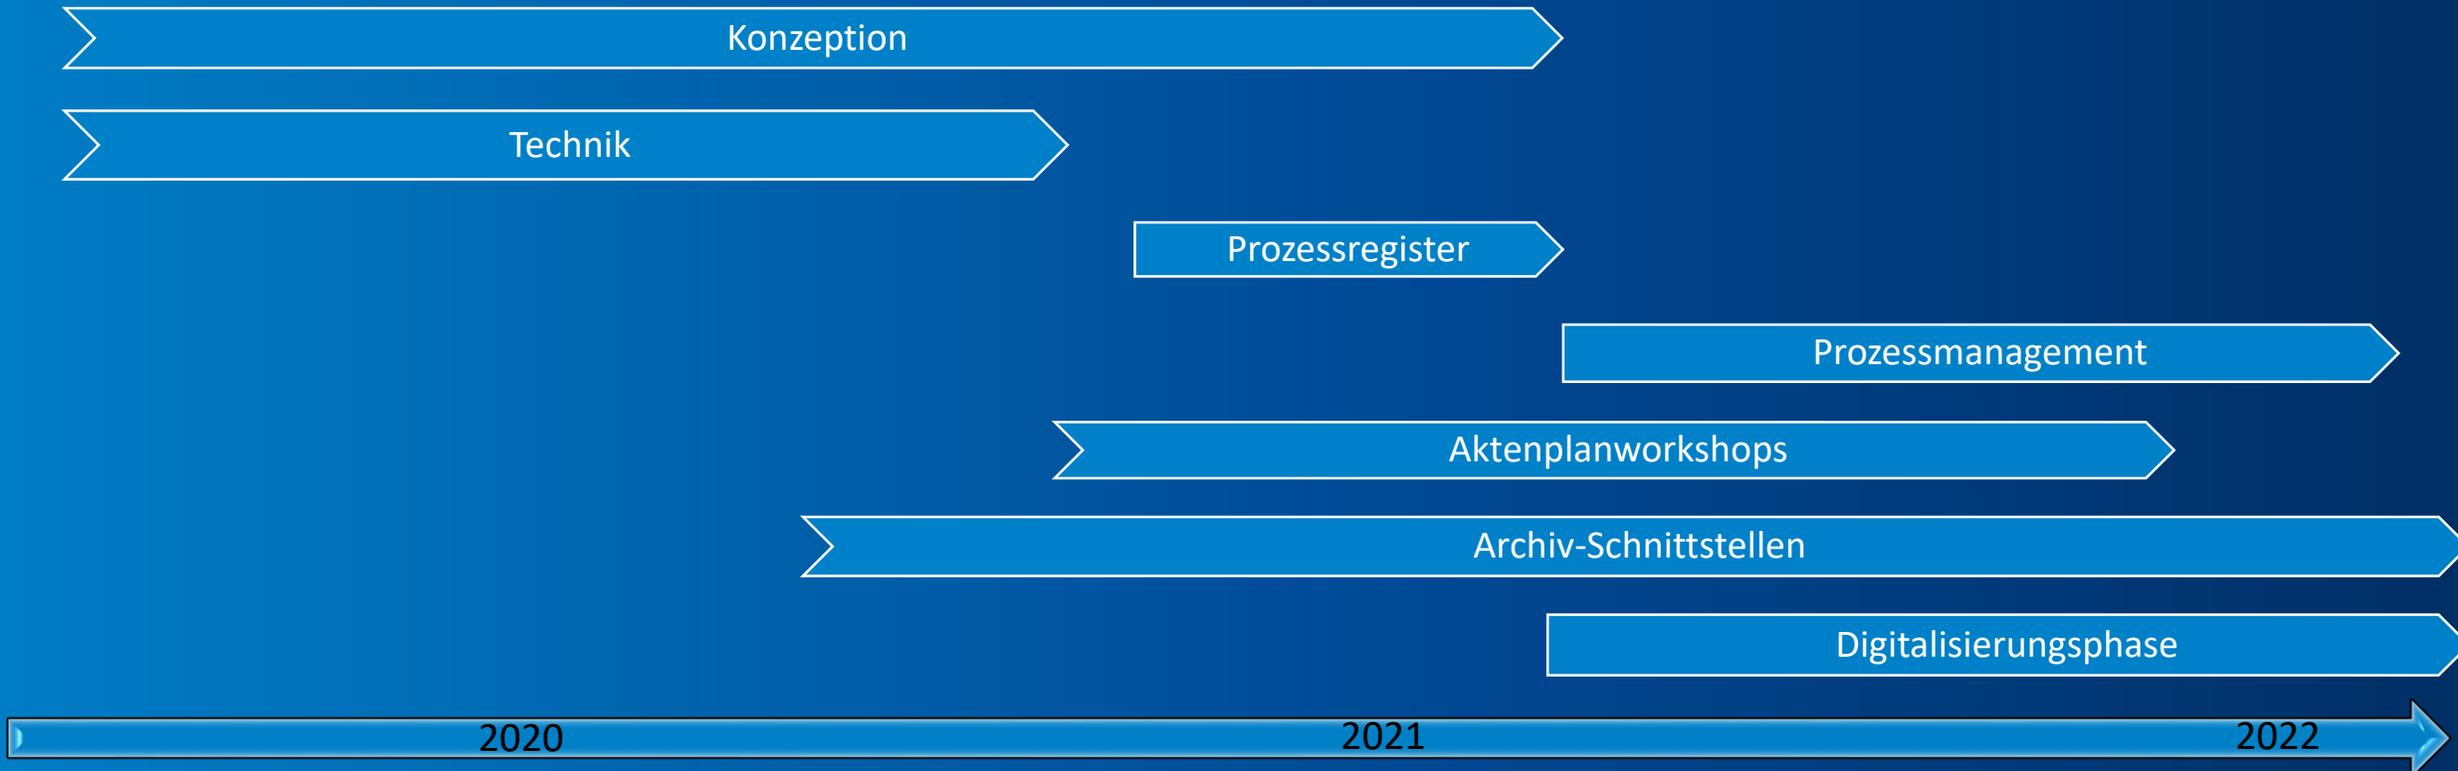 Konzeption
Technik
Prozessregister
Prozessmanagement
Aktenplanworkshops
Archiv-Schnittstellen
Digitalisierungsphase
2020 2021 2022